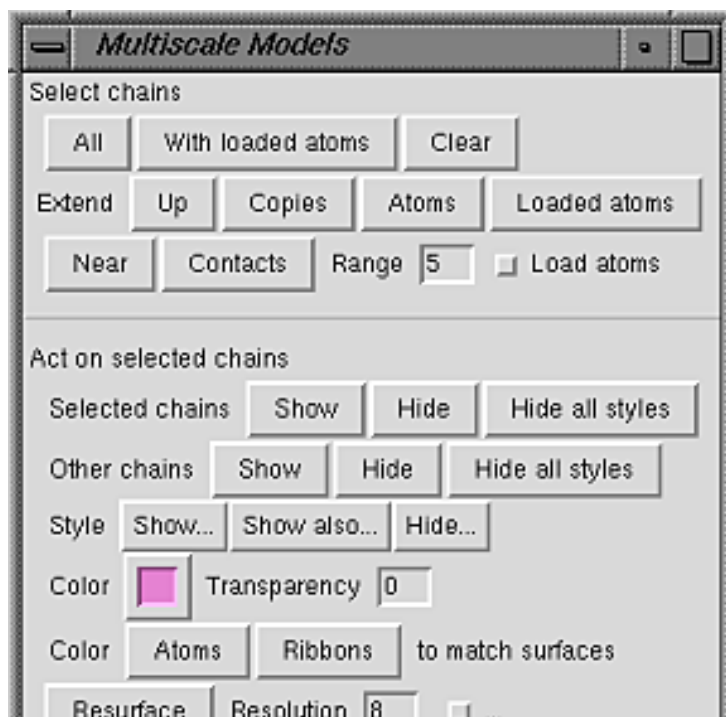 Multiscale Models
Select chains
All With loaded atoms Clear
Extend Up Copies Atoms Loaded atoms
Near Contacts Range 5 Load atoms
Act on selected chains
Selected chains Show Hide Hide all styles
Other chains Show Hide Hide all styles
Style Show... Show also... Hide...
Color Transparency 0
Color Atoms Ribbons to match surfaces
Resurface Resolution 8